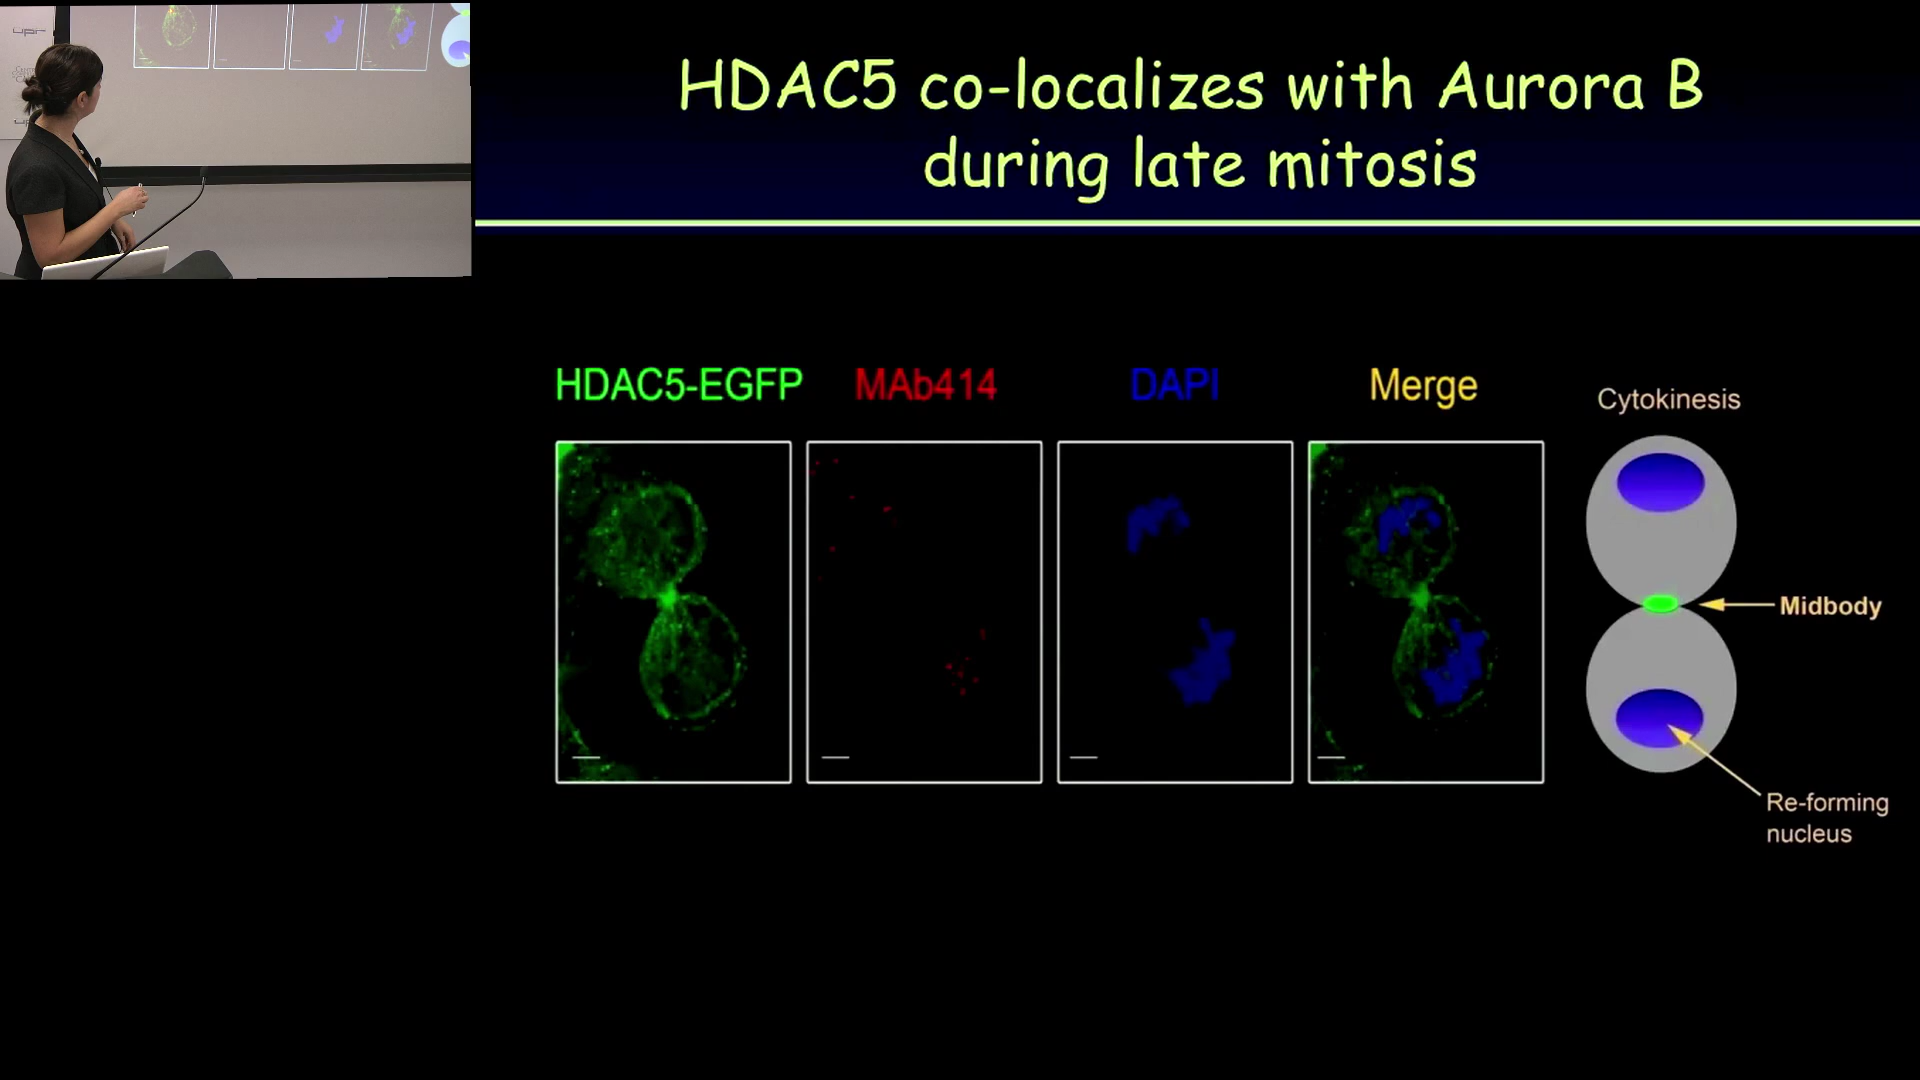 HDAC5 co-localizes with Aurora B
during late mitosis
HDAC5-EGFP
MAb414
DAPI
Merge
Cytokinesis
Midbody
Re-forming
nucleus